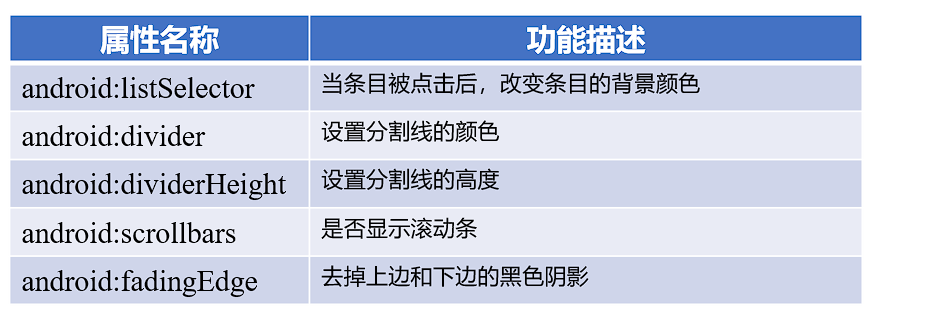 属性名称 功能描述
android:listSelector 当条目被点击后，改变条目的背景颜色
android:divider 设置分割线的颜色
android:dividerHeight 设置分割线的高度
android:scrollbars 是否显示滚动条
android:fadingEdge 去掉上边和下边的黑色阴影